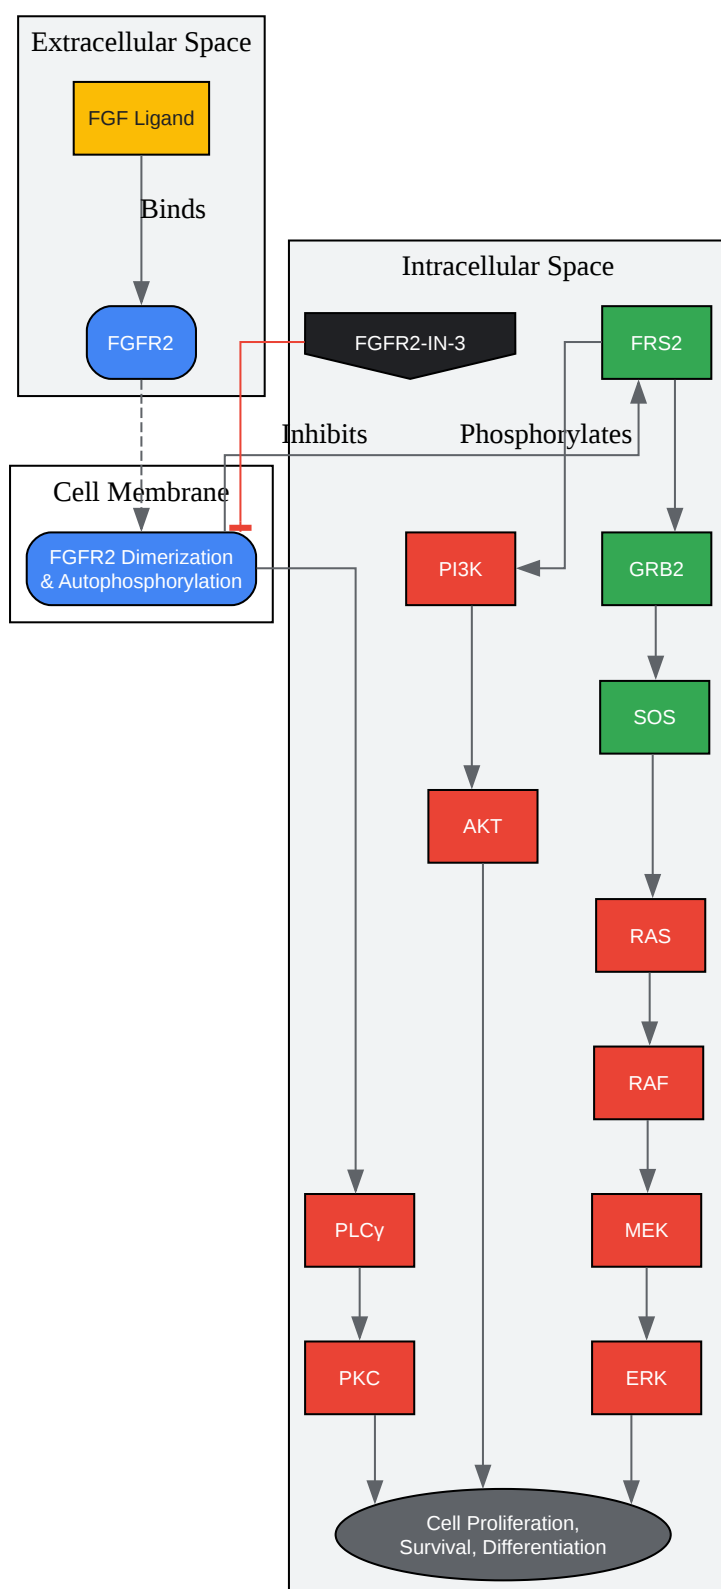 Extracellular Space
FGF Ligand
Binds
Intracellular Space
FGFR2
FGFR2-IN-3
FRS2
Inhibits
Phosphorylates
Cell Membrane
FGFR2 Dimerization
& Autophosphorylation
PI3K
GRB2
SOS
AKT
RAS
RAF
PLCγ
MEK
PKC
ERK
Cell Proliferation,
Survival, Differentiation